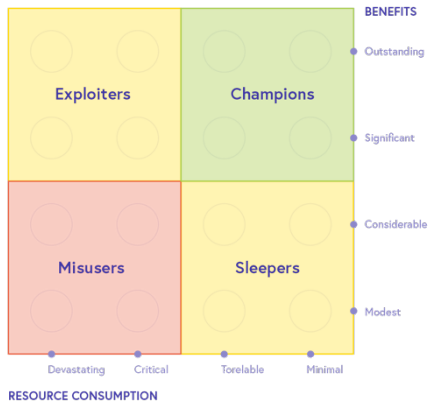 BENEFITS
Outstanding
Exploiters
Champions
Significant
Considerable
Misusers
Sleepers
Modest
Devastating
Critical
Torelable
Minimal
RESOURCE CONSUMPTION